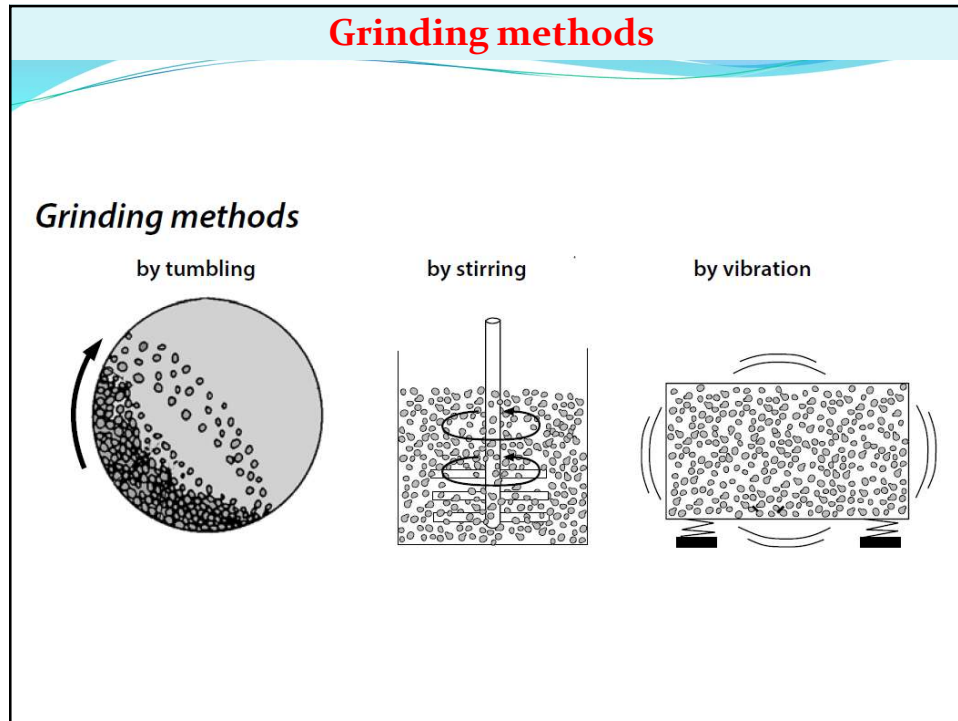 Grinding methods
Grinding methods
by tumbling
by stirring
by vibration